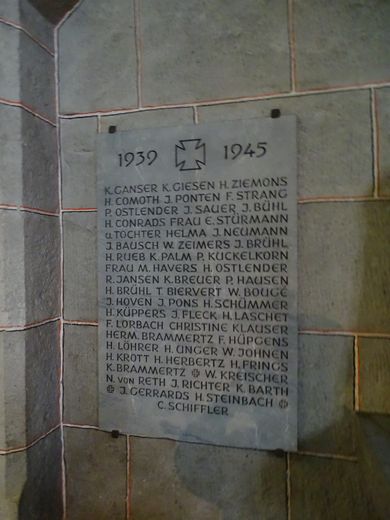 1939 1945
K. GANSER K. GIESEN H. ZIEMONS
H. COMOTH J. PONTEN F. STRANG
P. OSTLENDER J. SAUER J. BÜHL
H. CONRADS FRAU E. STÜRMANN
U. TOCHTER HELMA J. NEUMANN
J. BAUSCH W. ZEIMERS J. BRÜHL
H. RUEB K. PALM P. KUCKELKORN
FRAU M. HAVERS H. OSTLENDER
R. JANSEN K. BREUER P. HAUSEN
H. BRÜHL T. BIERVERT W. BOUGE
J. HOVEN J. PONS H. SCHÜMMER
H. KÜPPERS J. FLECK H. LASCHET
F. LORBACH CHRISTINE KLAUSER
HERM. BRAMMERTZ F. HÜPGENS
H. LÖHRER H. UNGER W. JOHNEN
H. KROTT H. HERBERTZ H. FRINGS
K. BRAMMERTZ W. KREISCHER
N. VON RETH J. RICHTER K. BARTH
J. GERRARDS H. STEINBACH
C. SCHIFFLER